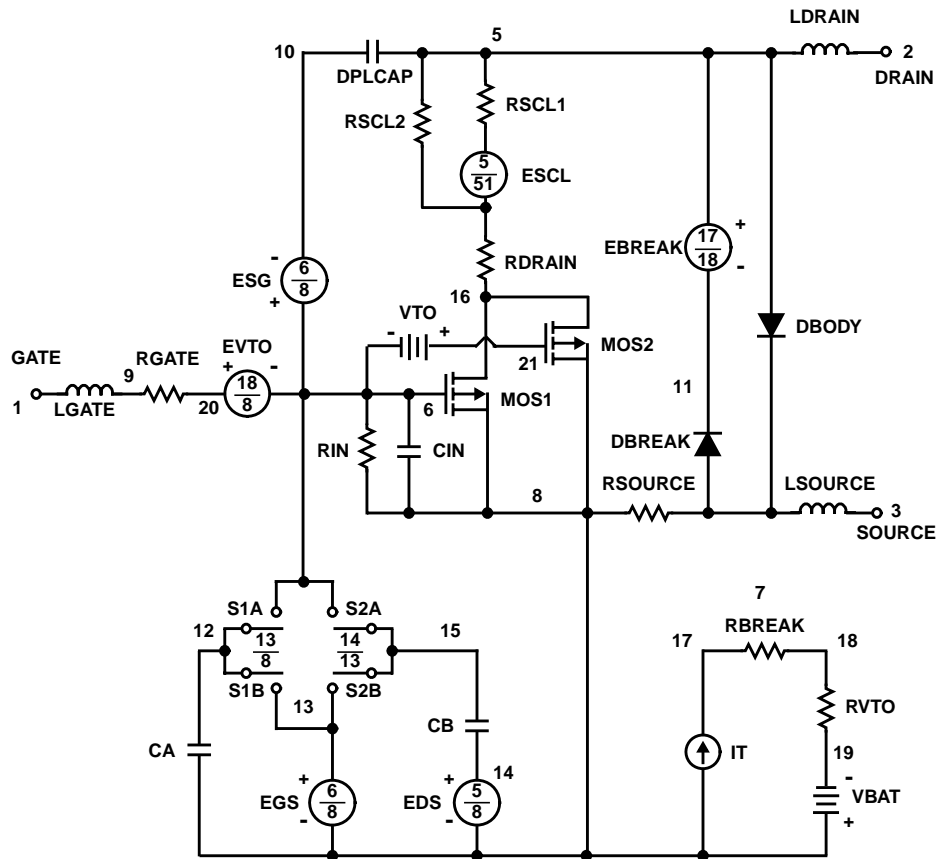 LDRAIN
10
5
2
DPLCAP
DRAIN
RSCL1
RSCL2
5
51
ESCL
17
18
EBREAK
+
-
-
6
8
ESG
+
RDRAIN
16
VTO
-
+
DBODY
MOS2
GATE
9
RGATE
EVTO
+
-
21
11
18
8
1
LGATE
20
6
MOS1
DBREAK
RIN
CIN
RSOURCE
LSOURCE
8
3
SOURCE
7
S1A
S2A
RBREAK
12
13
8
14
13
15
17
18
S1B
S2B
13
RVTO
CB
CA
IT
19
+
14
+
-
EGS
6
8
EDS
5
8
VBAT
-
-
+